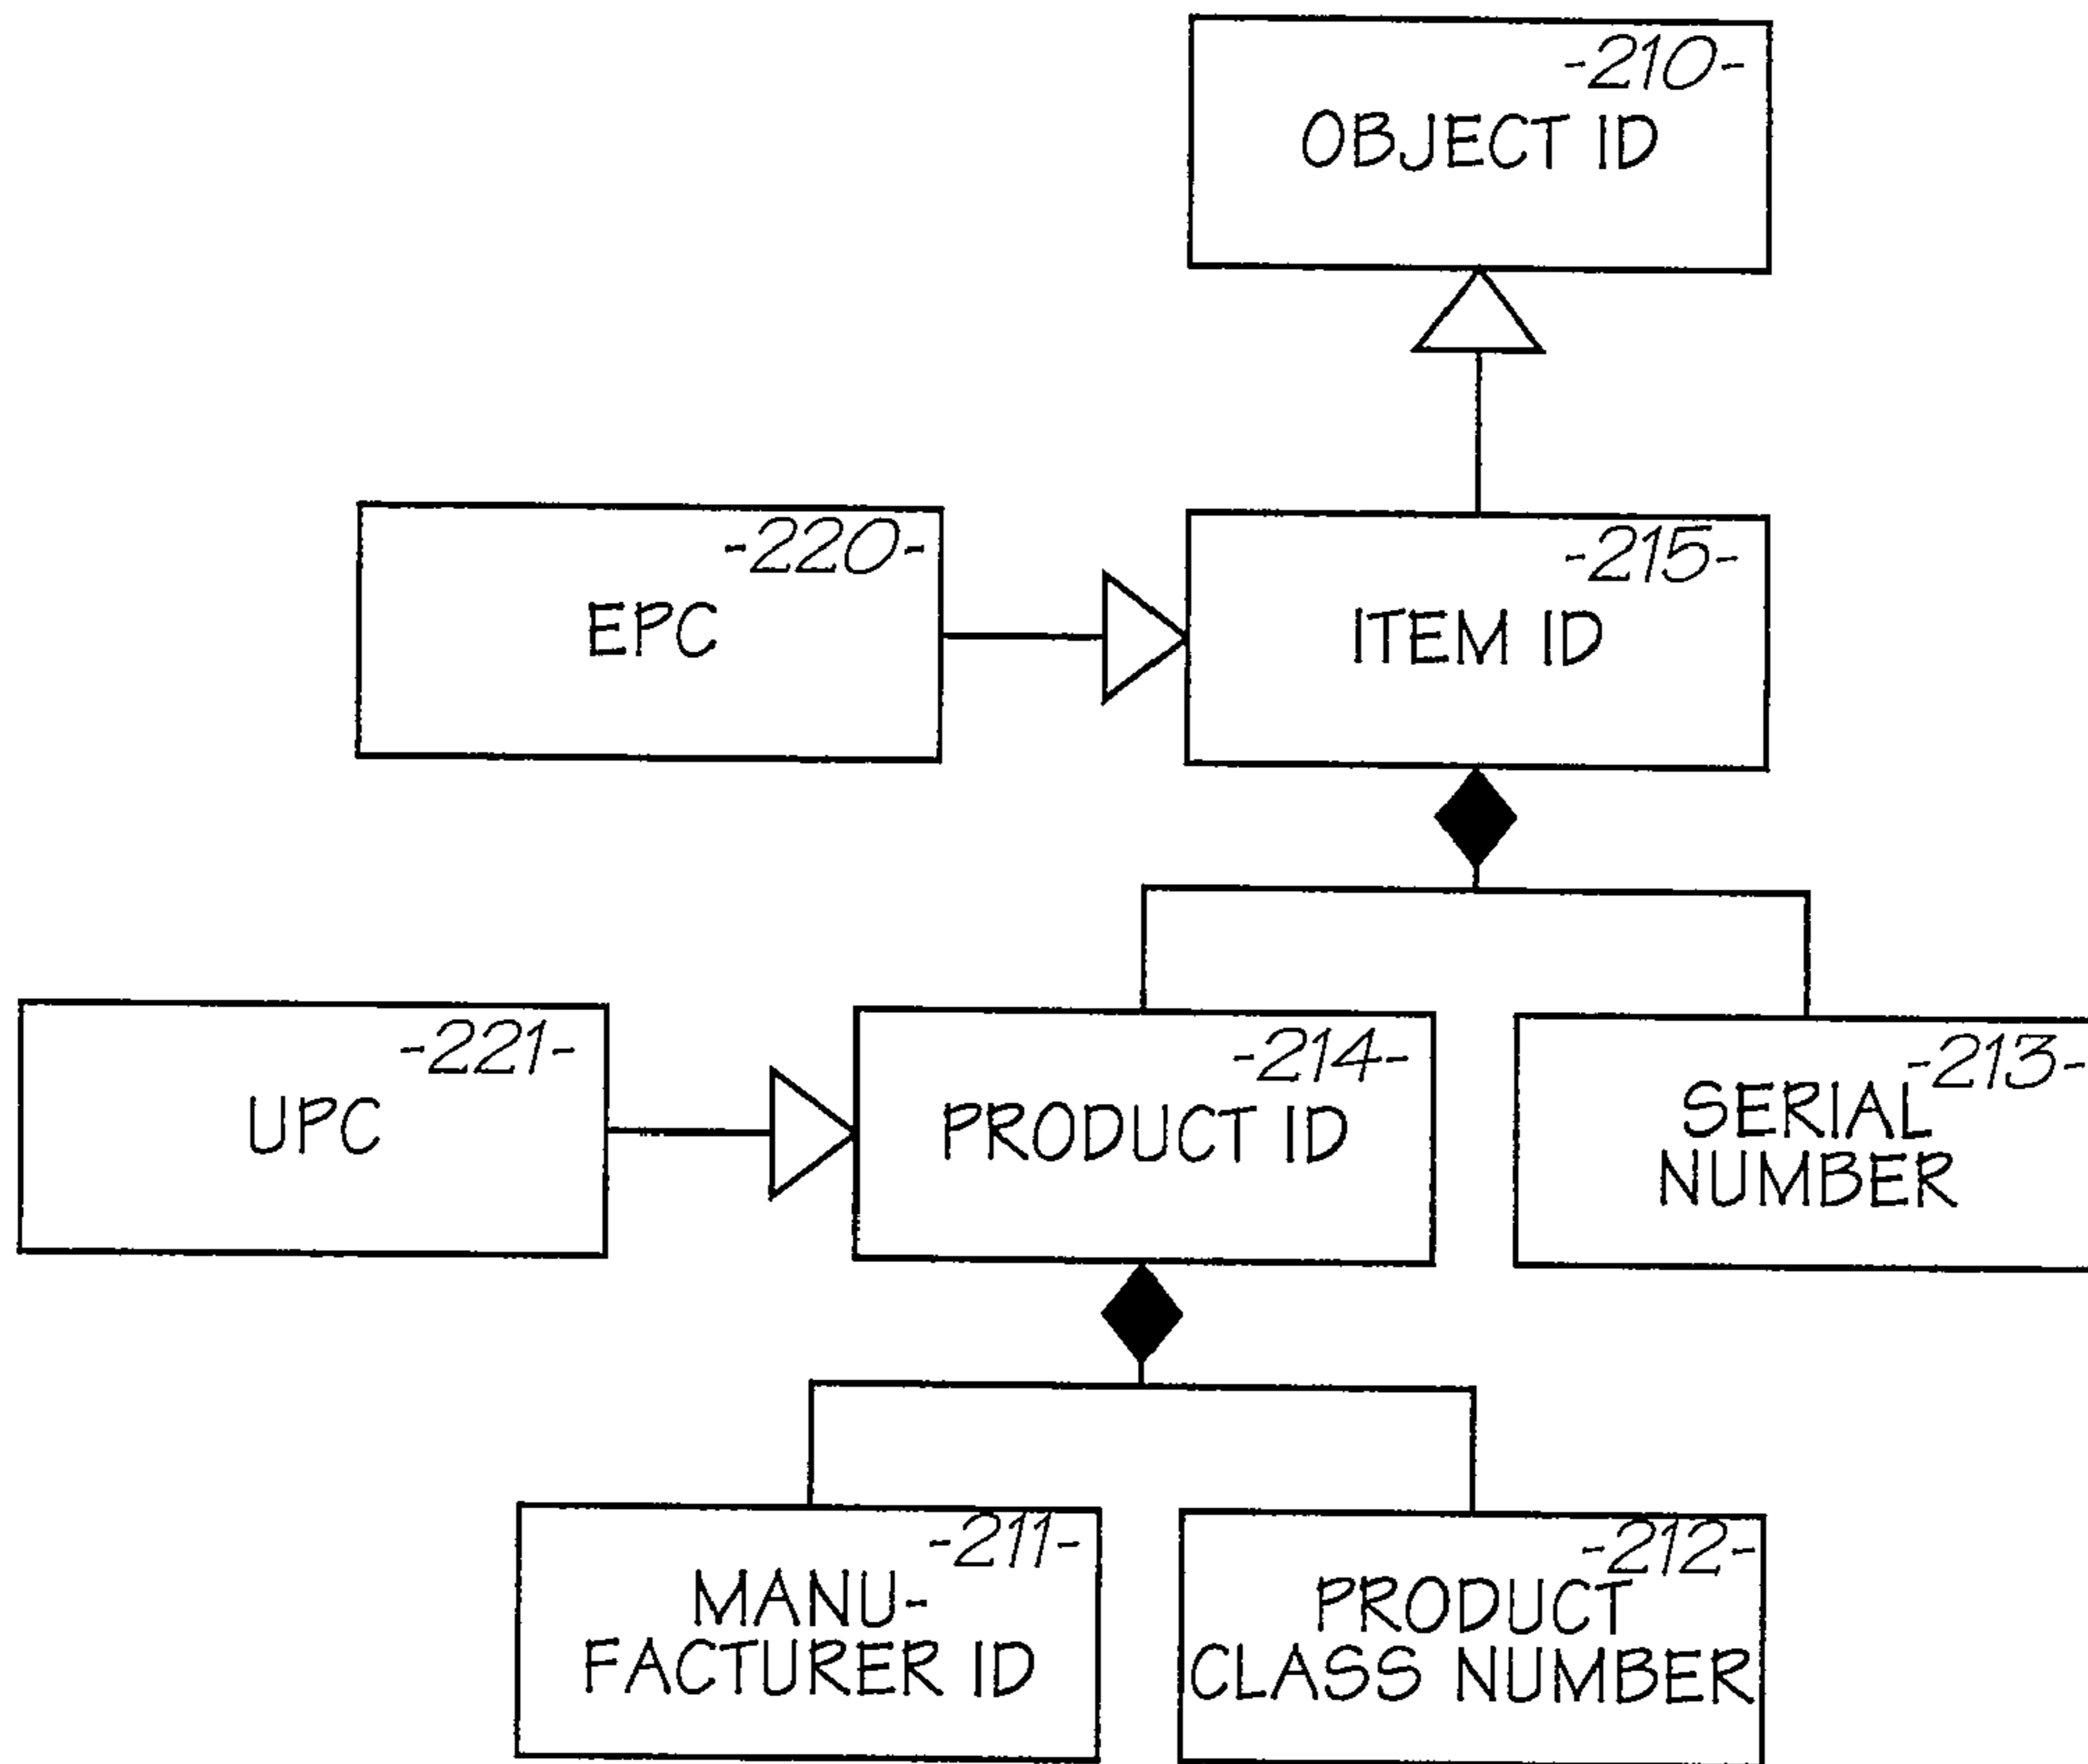 -210-
OBJECT ID
-220-
EPC
-215-
ITEM ID
-221-
UPC
-214-
PRODUCT ID
-213-
SERIAL
NUMBER
-211-
MANU-
FACTURER ID
-212-
PRODUCT
CLASS NUMBER